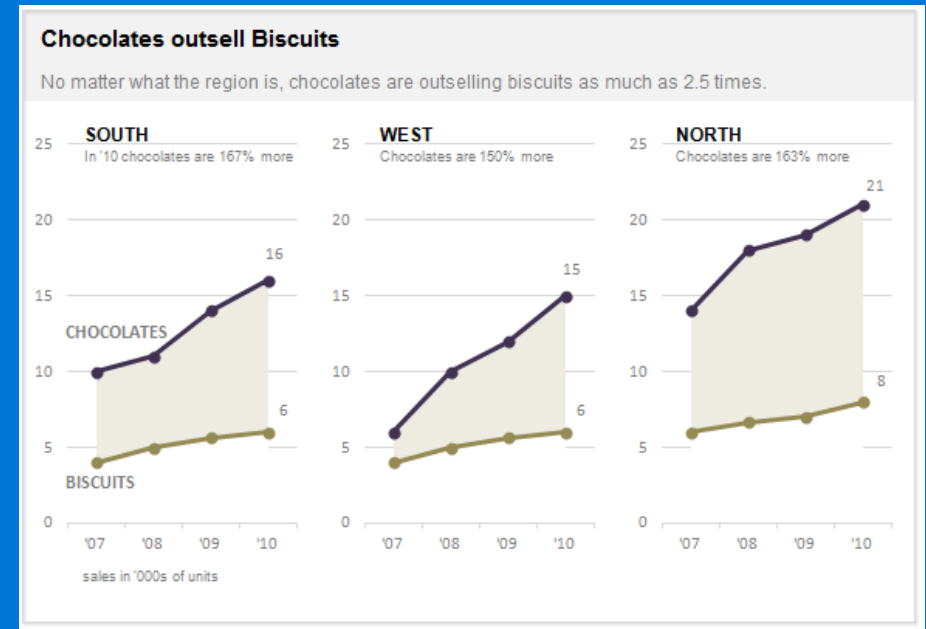 Chocolates outsell Biscuits
No matter what the region is, chocolates are outselling biscuits as much as 2.5 times.
SOUTH
In '10 chocolates are 167% more
25
20
15
10
5
0
16
CHOCOLATES
6
BISCUITS
'07 '08 '09 '10
sales in '000s of units
WEST
Chocolates are 150% more
25
20
15
10
5
0
15
6
'07 '08 '09 '10
NORTH
Chocolates are 163% more
25
20
15
10
5
0
21
8
'07 '08 '09 '10